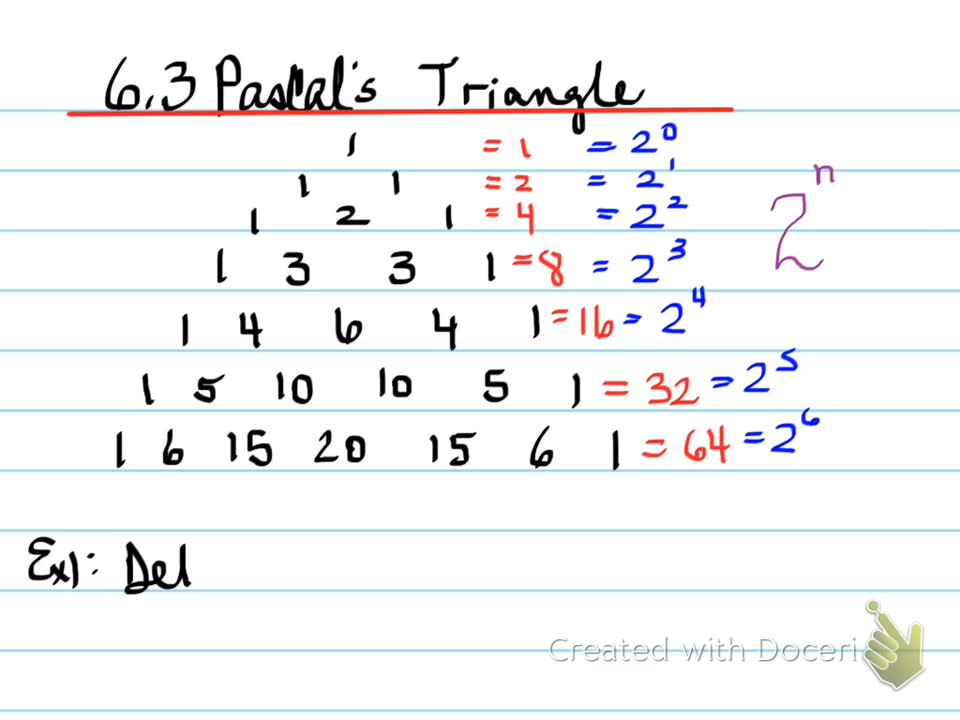 6.3 Pascal's Triangle
1 = 1 = 2⁰
1 1 = 2 = 2¹
1 2 1 = 4 = 2²
2ⁿ
1 3 3 1 = 8 = 2³
1 4 6 4 1 = 16 = 2⁴
1 5 10 10 5 1 = 32 = 2⁵
1 6 15 20 15 6 1 = 64 = 2⁶
Ex1: Del
Created with Doceri